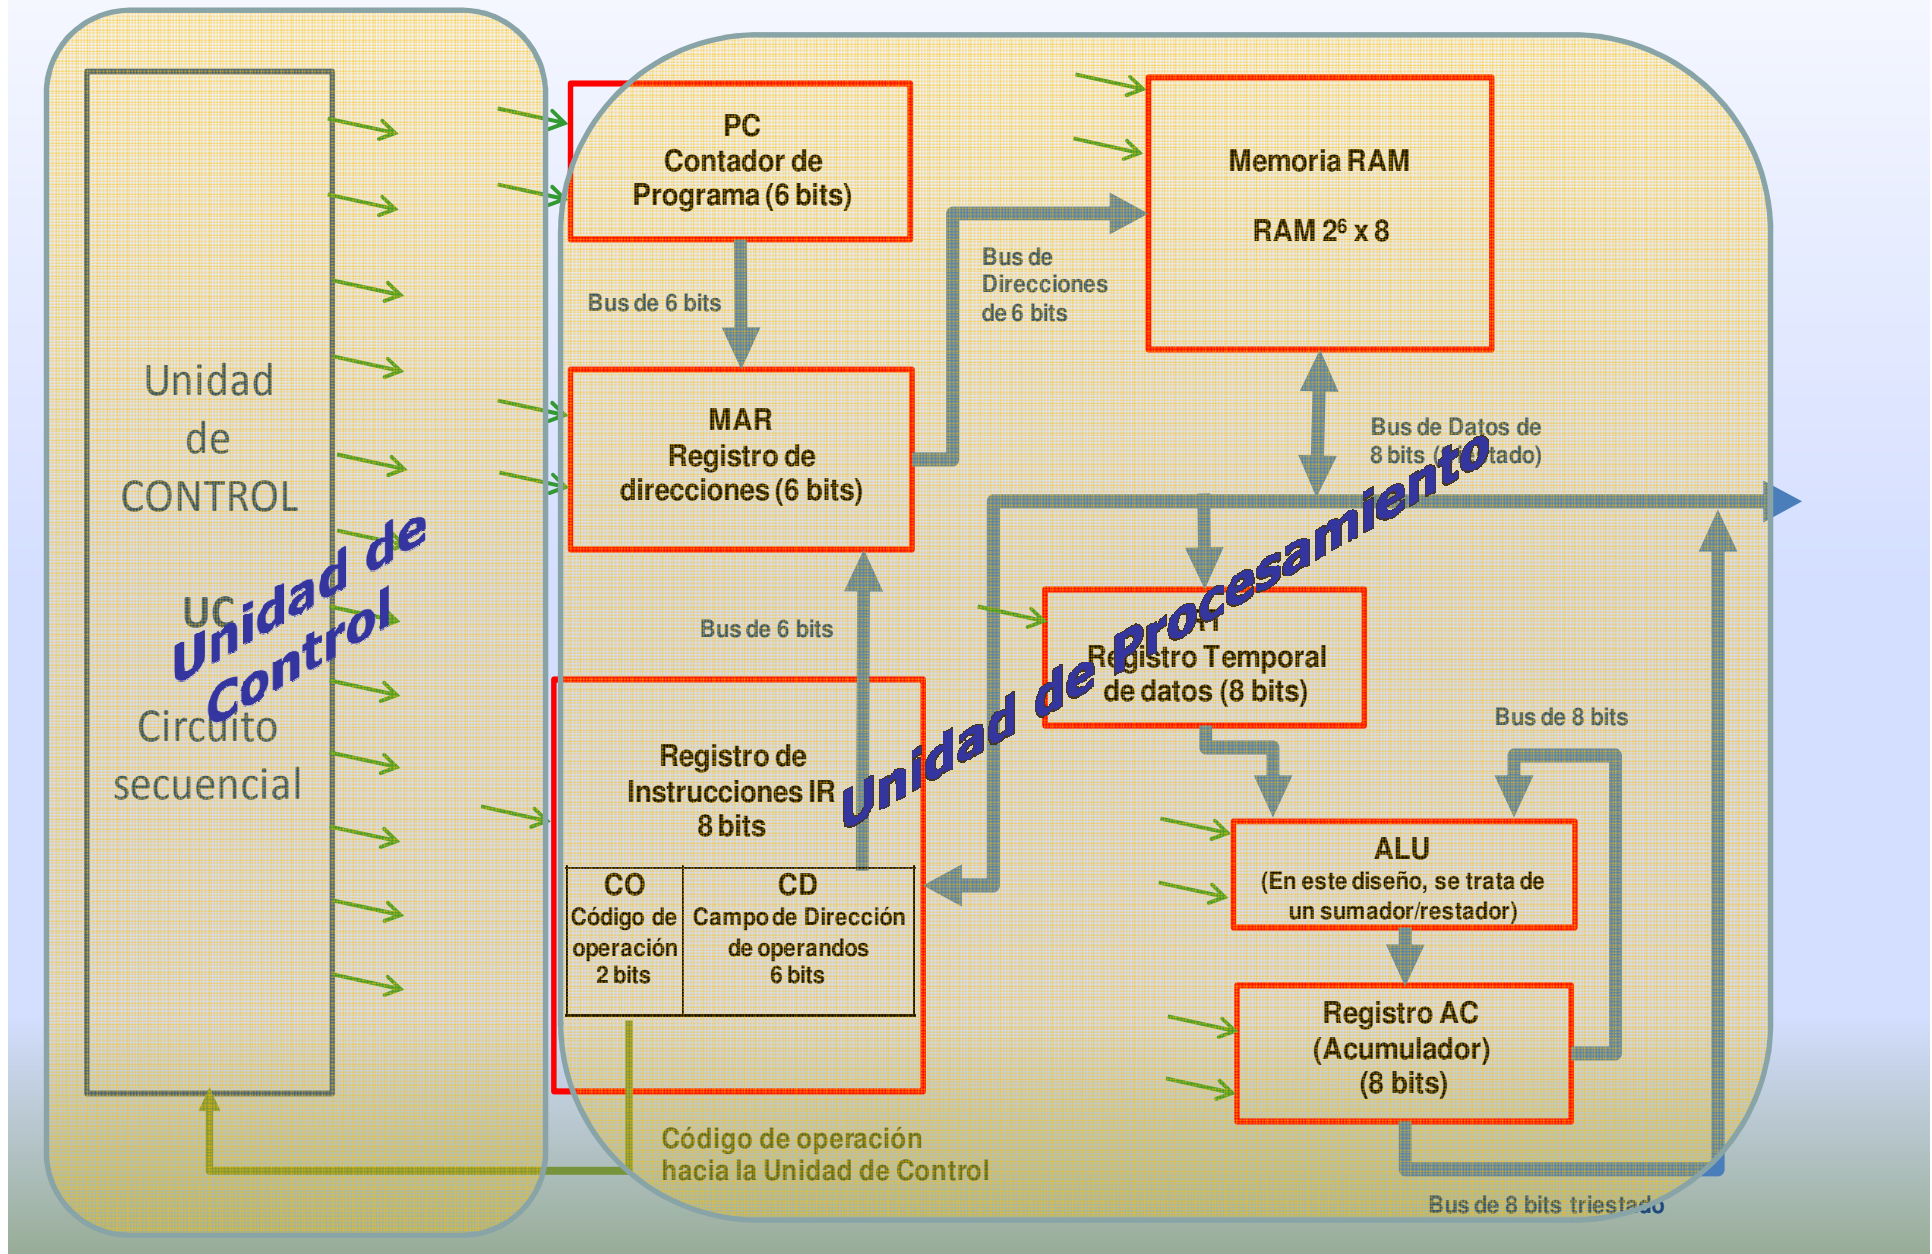 Unidad
de
CONTROL
UC
Circuito
secuencial
Unidad de
Control
PC
Contador de
Programa (6 bits)
Bus de 6 bits
MAR
Registro de
direcciones (6 bits)
Bus de
Direcciones
de 6 bits
Memoria RAM
RAM 2⁶ x 8
Bus de Datos de
8 bits (triestado)
Unidad de Procesamiento
Bus de 6 bits
Registro Temporal
de datos (8 bits)
Bus de 8 bits
Registro de
Instrucciones IR
8 bits
CO
Código de
operación
2 bits
CD
Campo de Dirección
de operandos
6 bits
ALU
(En este diseño, se trata de
un sumador/restador)
Registro AC
(Acumulador)
(8 bits)
Código de operación
hacia la Unidad de Control
Bus de 8 bits triestado